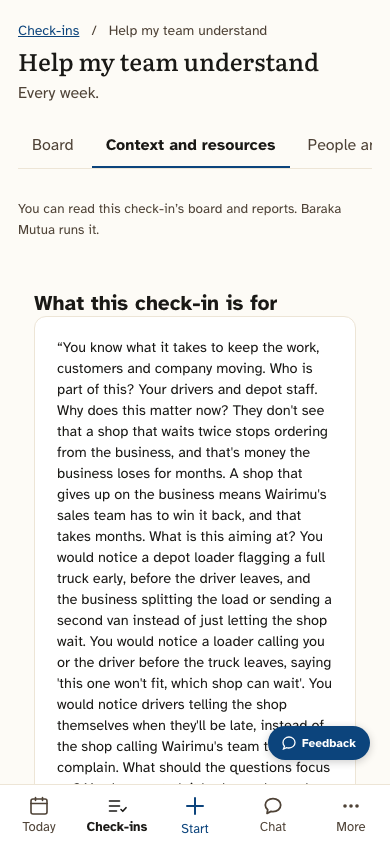 Check-ins / Help my team understand
Help my team understand
Every week.
Board Context and resources People ar
You can read this check-in's board and reports. Baraka
Mutua runs it.
What this check-in is for
“You know what it takes to keep the work,
customers and company moving. Who is
part of this? Your drivers and depot staff.
Why does this matter now? They don't see
that a shop that waits twice stops ordering
from the business, and that's money the
business loses for months. A shop that
gives up on the business means Wairimu's
sales team has to win it back, and that
takes months. What is this aiming at? You
would notice a depot loader flagging a full
truck early, before the driver leaves, and
the business splitting the load or sending a
second van instead of just letting the shop
wait. You would notice a loader calling you
or the driver before the truck leaves, saying
'this one won't fit, which shop can wait'. You
would notice drivers telling the shop
themselves when they'll be late, instead of
the shop calling Wairimu's team
complain. What should the questions focus
Feedback
Today Check-ins Start Chat More